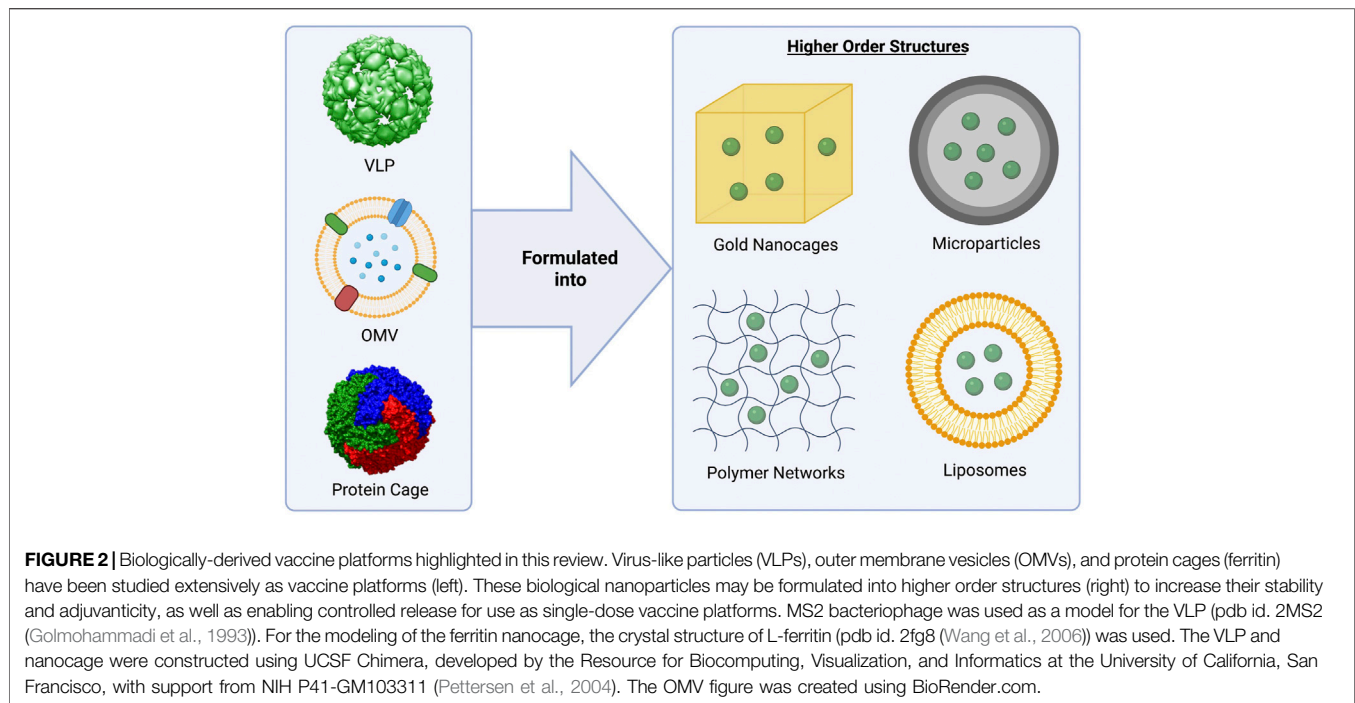 VLP
OMV
Protein Cage
Formulated
into
Higher Order Structures
Gold Nanocages
Microparticles
Polymer Networks
Liposomes
FIGURE 2 | Biologically-derived vaccine platforms highlighted in this review. Virus-like particles (VLPs), outer membrane vesicles (OMVs), and protein cages (ferritin)
have been studied extensively as vaccine platforms (left). These biological nanoparticles may be formulated into higher order structures (right) to increase their stability
and adjuvanticity, as well as enabling controlled release for use as single-dose vaccine platforms. MS2 bacteriophage was used as a model for the VLP (pdb id. 2MS2
(Golmohammadi et al., 1993)). For the modeling of the ferritin nanocage, the crystal structure of L-ferritin (pdb id. 2fg8 (Wang et al., 2006)) was used. The VLP and
nanocage were constructed using UCSF Chimera, developed by the Resource for Biocomputing, Visualization, and Informatics at the University of California, San
Francisco, with support from NIH P41-GM103311 (Pettersen et al., 2004). The OMV figure was created using BioRender.com.